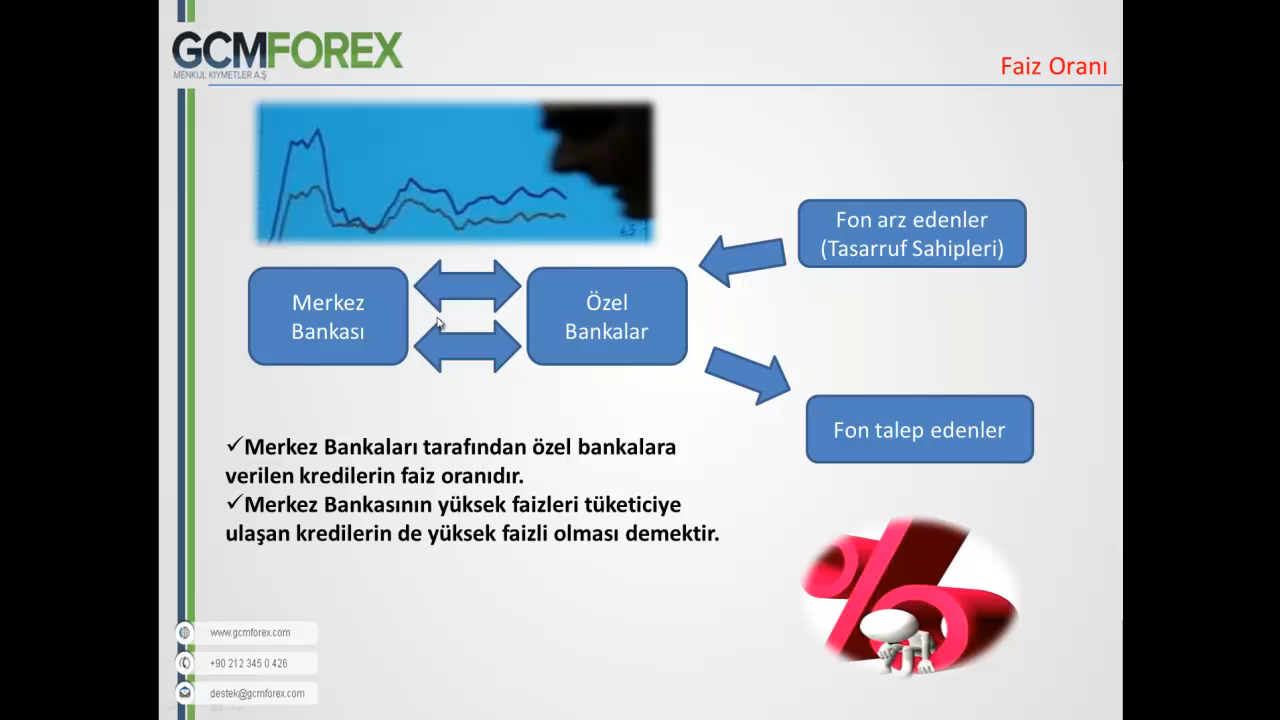 GCMFOREX
MENKUL KIYMETLER A.Ş
Faiz Oranı
Fon arz edenler
(Tasarruf Sahipleri)
Merkez
Bankası
Özel
Bankalar
Fon talep edenler
✓Merkez Bankaları tarafından özel bankalara
verilen kredilerin faiz oranıdır.
✓Merkez Bankasının yüksek faizleri tüketiciye
ulaşan kredilerin de yüksek faizli olması demektir.
%
www.gcmforex.com
+90 212 345 0 426
destek@gcmforex.com